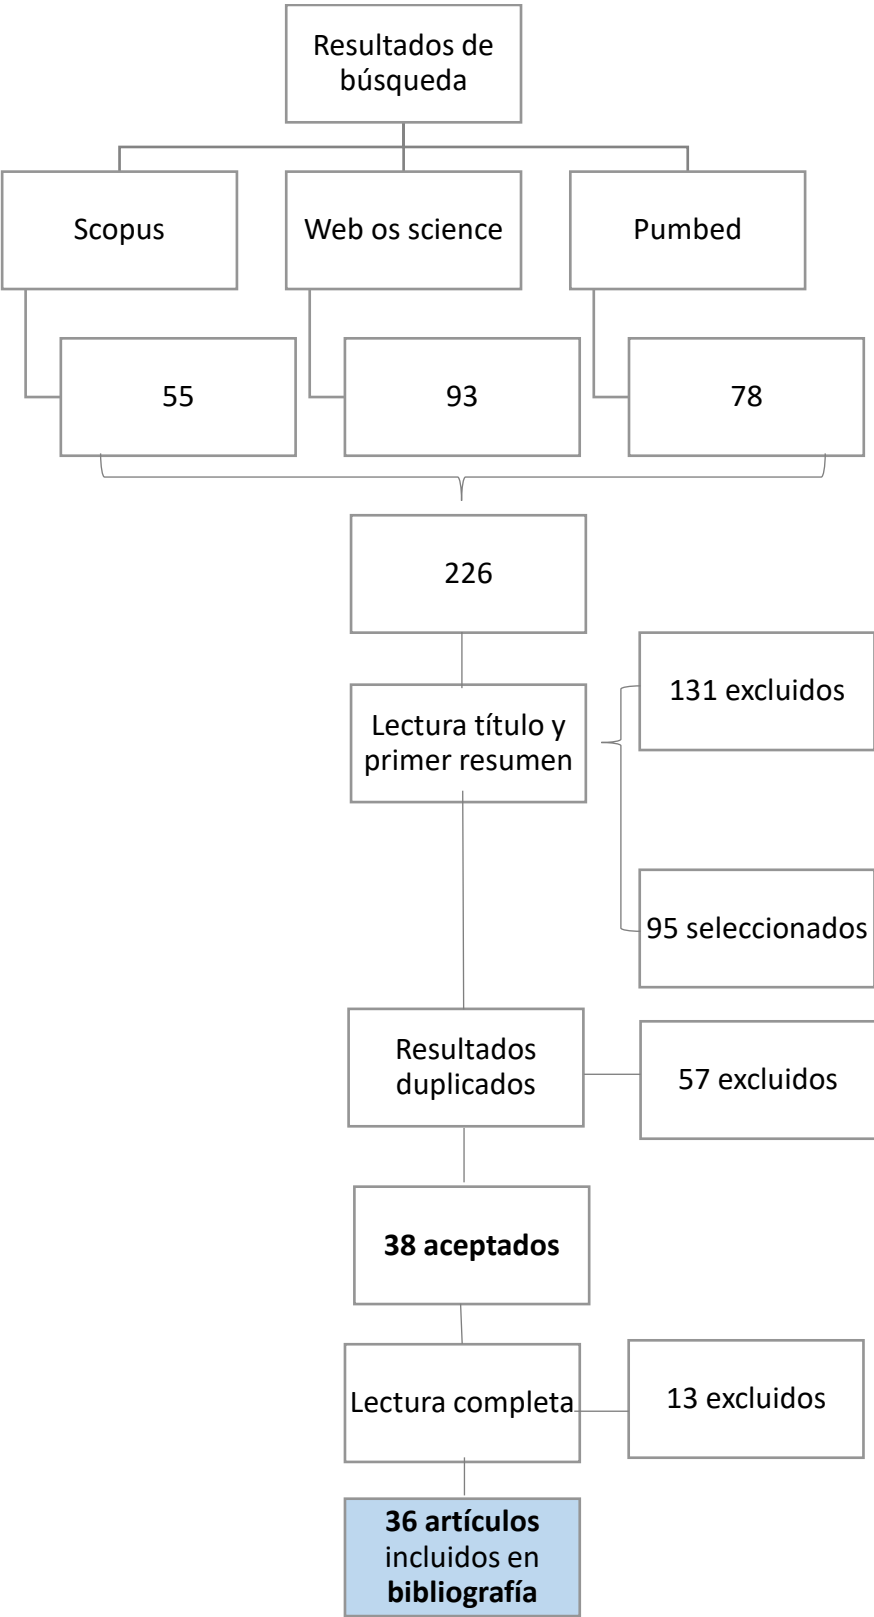 Resultados de
búsqueda
Scopus
Web os science
Pumbed
55
93
78
226
Lectura título y
primer resumen
131 excluidos
95 seleccionados
Resultados
duplicados
57 excluidos
38 aceptados
Lectura completa
13 excluidos
36 artículos
incluidos en
bibliografía